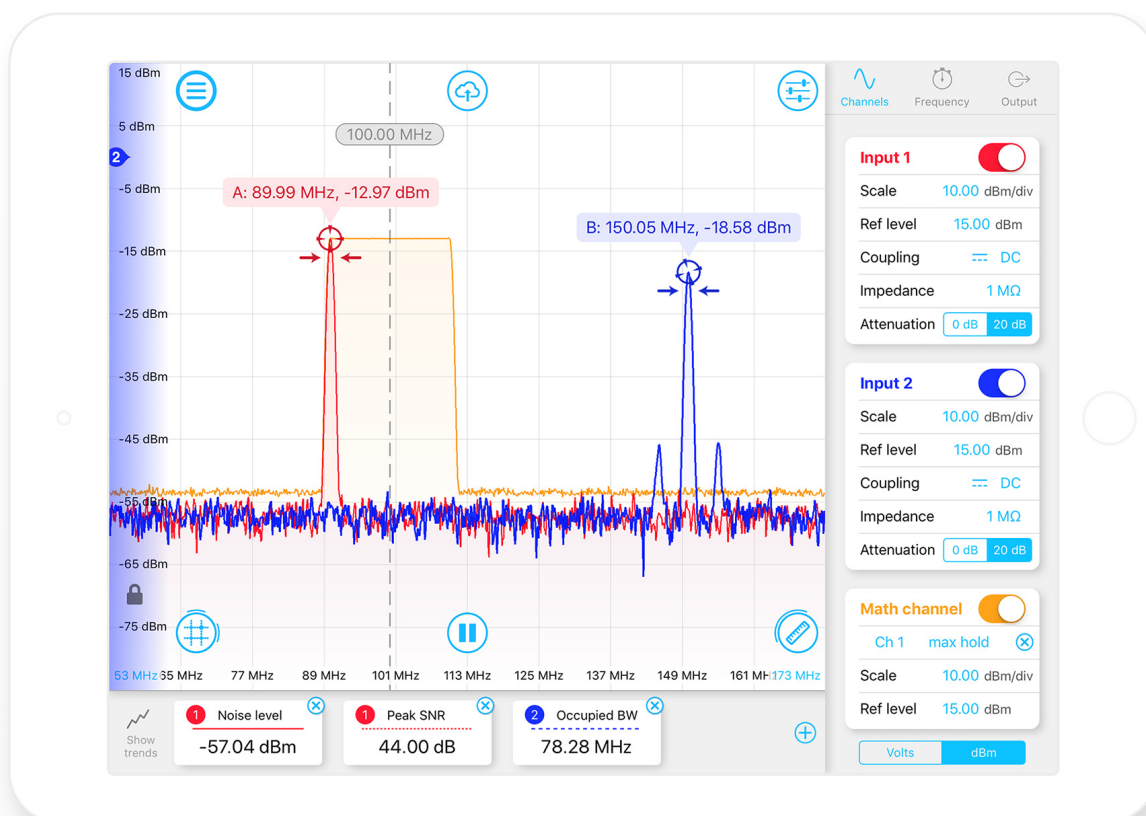 15 dBm
5 dBm
2
-5 dBm
-15 dBm
-25 dBm
-35 dBm
-45 dBm
-55 dBm
-65 dBm
-75 dBm
100.00 MHz
A: 89.99 MHz, -12.97 dBm
B: 150.05 MHz, -18.58 dBm
53 MHz 65 MHz 77 MHz 89 MHz 101 MHz 113 MHz 125 MHz 137 MHz 149 MHz 161 MH 173 MHz
Show
trends
1 Noise level
-57.04 dBm
1 Peak SNR
44.00 dB
2 Occupied BW
78.28 MHz
Channels Frequency Output
Input 1
Scale 10.00 dBm/div
Ref level 15.00 dBm
Coupling DC
Impedance 1 MΩ
Attenuation 0 dB 20 dB
Input 2
Scale 10.00 dBm/div
Ref level 15.00 dBm
Coupling DC
Impedance 1 MΩ
Attenuation 0 dB 20 dB
Math channel
Ch 1 max hold
Scale 10.00 dBm/div
Ref level 15.00 dBm
Volts dBm